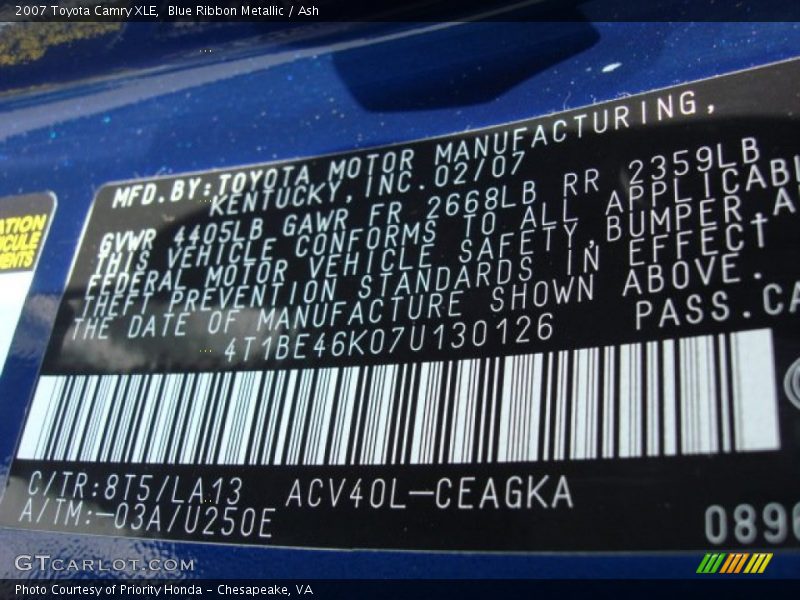 2007 Toyota Camry XLE, Blue Ribbon Metallic / Ash
MFD.BY:TOYOTA MOTOR MANUFACTURING,
KENTUCKY, INC. 02/07
GVWR 4405LB GAWR FR 2668LB RR 2359LB
THIS VEHICLE CONFORMS TO ALL APPLICABL
FEDERAL MOTOR VEHICLE SAFETY,BUMPER,A
THEFT PREVENTION STANDARDS IN EFFECT
THE DATE OF MANUFACTURE SHOWN ABOVE.
4T1BE46K07U130126 PASS.CA
C/TR:8T5/LA13 ACV40L-CEAGKA
A/TM:-03A/U250E
0896
GTCARLOT.COM
Photo Courtesy of Priority Honda - Chesapeake, VA